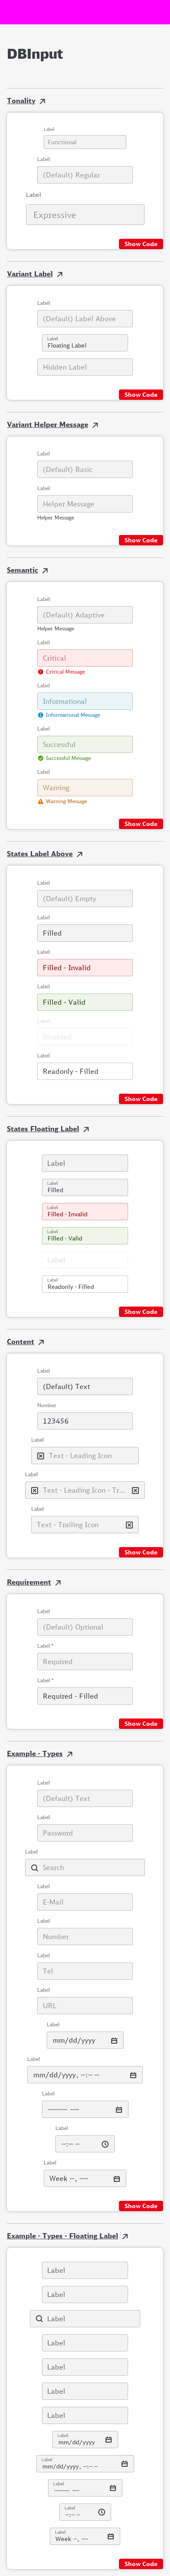 DBInput
Tonality
Label
Functional
Label
(Default) Regular
Label
Expressive
Show Code
Variant Label
Label
(Default) Label Above
Label
Floating Label
Hidden Label
Show Code
Variant Helper Message
Label
(Default) Basic
Label
Helper Message
Helper Message
Show Code
Semantic
Label
(Default) Adaptive
Helper Message
Label
Critical
Critical Message
Label
Informational
Informational Message
Label
Successful
Successful Message
Label
Warning
Warning Message
Show Code
States Label Above
Label
(Default) Empty
Label
Filled
Label
Filled - Invalid
Label
Filled - Valid
Label
Disabled
Label
Readonly - Filled
Show Code
States Floating Label
Label
Label
Filled
Label
Filled - Invalid
Label
Filled - Valid
Label
Label
Readonly - Filled
Show Code
Content
Label
(Default) Text
Number
123456
Label
Text - Leading Icon
Label
Text - Leading Icon - Tr...
Label
Text - Trailing Icon
Show Code
Requirement
Label
(Default) Optional
Label *
Required
Label *
Required - Filled
Show Code
Example - Types
Label
(Default) Text
Label
Password
Label
Search
Label
E-Mail
Label
Number
Label
Tel
Label
URL
Label
mm/dd/yyyy
Label
mm/dd/yyyy, --:-- --
Label
--------- ----
Label
--:-- --
Label
Week --, ----
Show Code
Example - Types - Floating Label
Label
Label
Label
Label
Label
Label
Label
Label
mm/dd/yyyy
Label
mm/dd/yyyy, --:-- --
Label
--------- ----
Label
--:-- --
Label
Week --, ----
Show Code